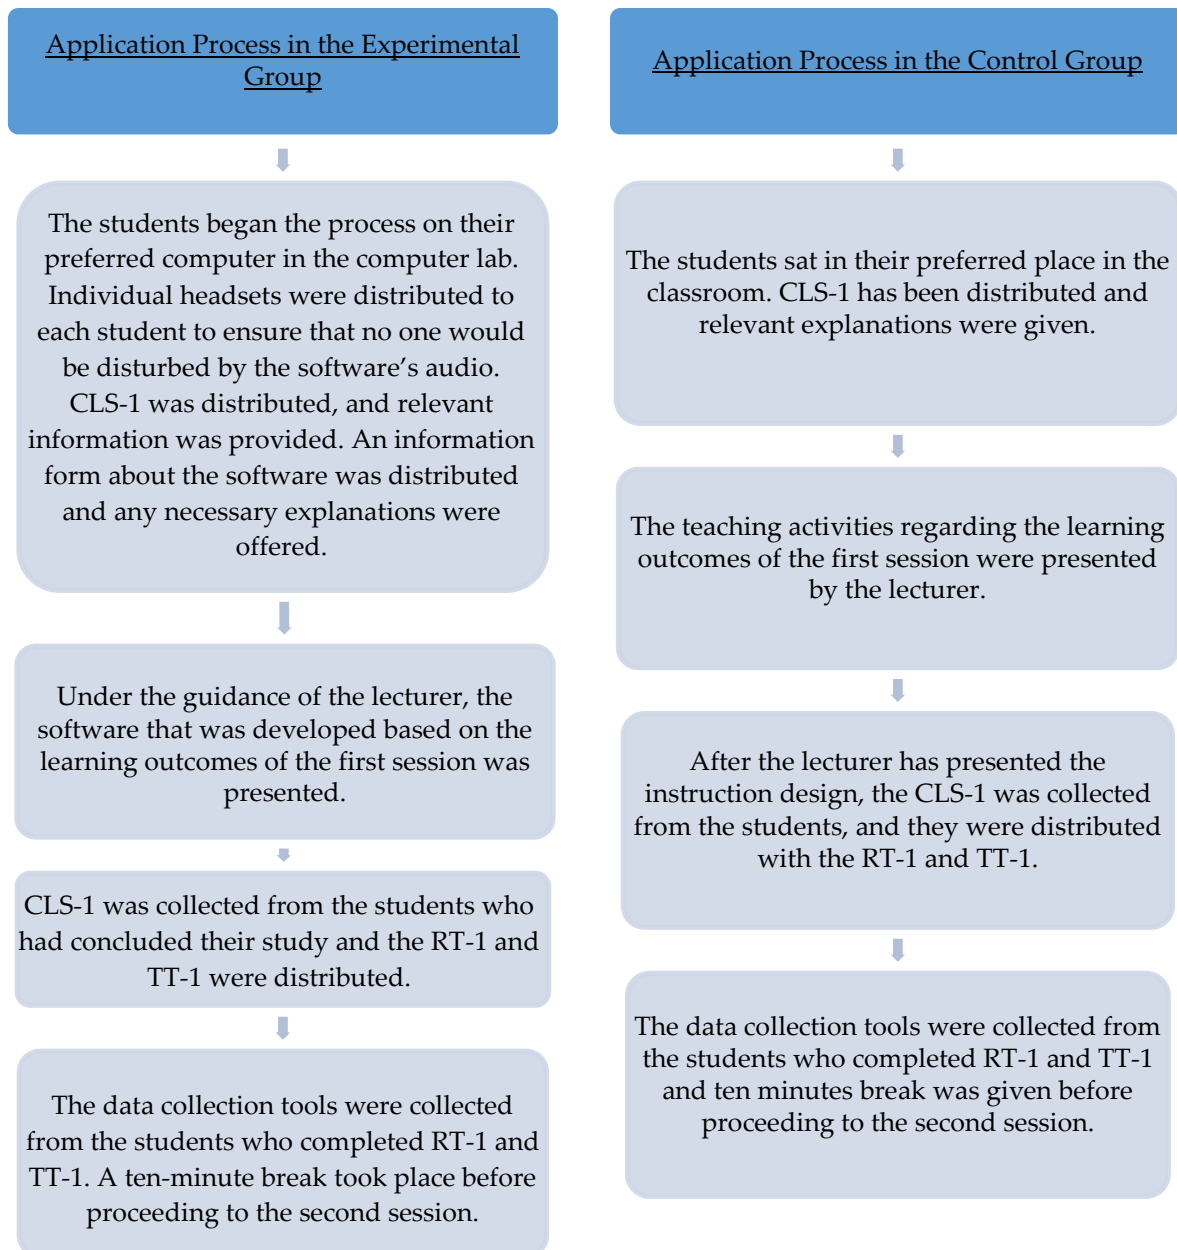 Application Process in the Experimental
Group
The students began the process on their
preferred computer in the computer lab.
Individual headsets were distributed to
each student to ensure that no one would
be disturbed by the software’s audio.
CLS-1 was distributed, and relevant
information was provided. An information
form about the software was distributed
and any necessary explanations were
offered.
Under the guidance of the lecturer, the
software that was developed based on the
learning outcomes of the first session was
presented.
CLS-1 was collected from the students who
had concluded their study and the RT-1 and
TT-1 were distributed.
The data collection tools were collected
from the students who completed RT-1 and
TT-1. A ten-minute break took place before
proceeding to the second session.
Application Process in the Control Group
The students sat in their preferred place in the
classroom. CLS-1 has been distributed and
relevant explanations were given.
The teaching activities regarding the learning
outcomes of the first session were presented
by the lecturer.
After the lecturer has presented the
instruction design, the CLS-1 was collected
from the students, and they were distributed
with the RT-1 and TT-1.
The data collection tools were collected from
the students who completed RT-1 and TT-1
and ten minutes break was given before
proceeding to the second session.